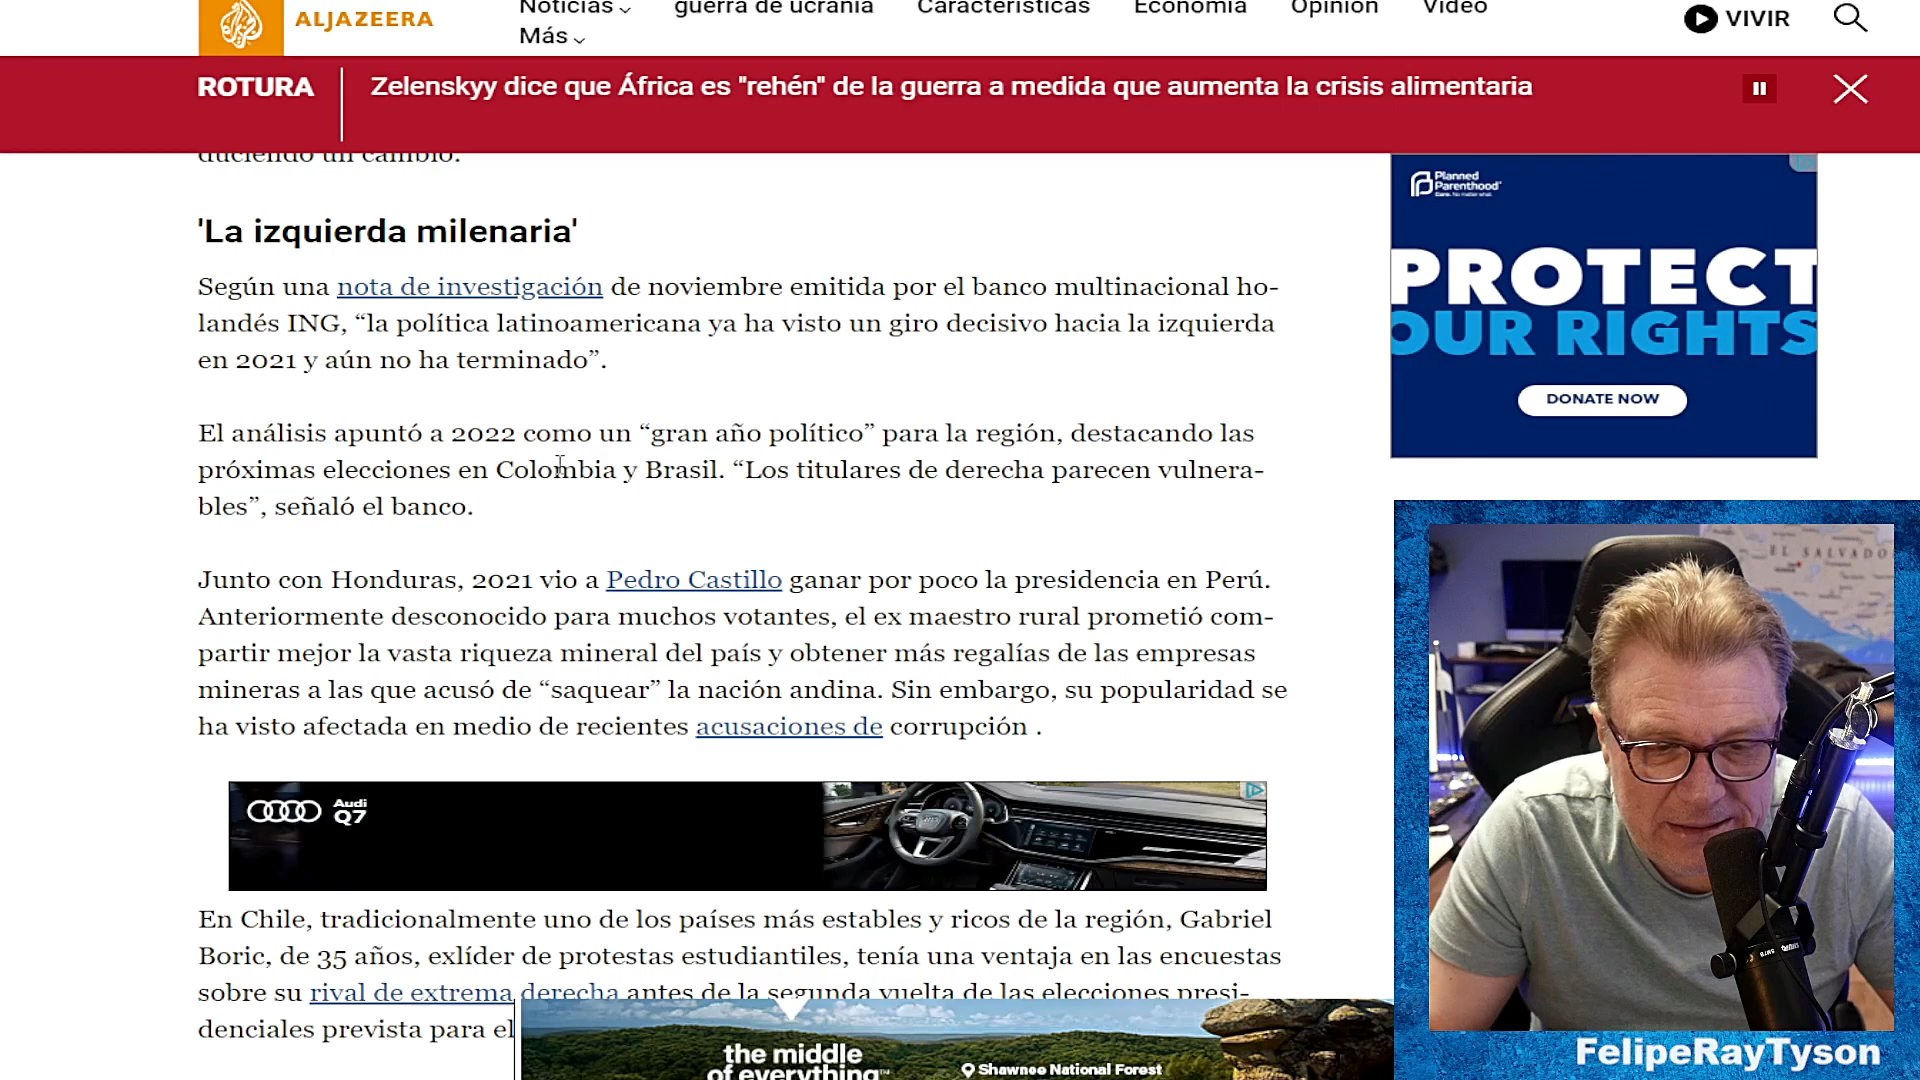 ALJAZEERA
Noticias
guerra de ucrania
Características
Economía
Opinión
Video
VIVIR
Más
ROTURA
Zelenskyy dice que África es "rehén" de la guerra a medida que aumenta la crisis alimentaria
duciendo un cambio.
'La izquierda milenaria'
Según una nota de investigación de noviembre emitida por el banco multinacional ho-
landés ING, “la política latinoamericana ya ha visto un giro decisivo hacia la izquierda
en 2021 y aún no ha terminado”.
El análisis apuntó a 2022 como un “gran año político” para la región, destacando las
próximas elecciones en Colombia y Brasil. “Los titulares de derecha parecen vulnera-
bles”, señaló el banco.
Junto con Honduras, 2021 vio a Pedro Castillo ganar por poco la presidencia en Perú.
Anteriormente desconocido para muchos votantes, el ex maestro rural prometió com-
partir mejor la vasta riqueza mineral del país y obtener más regalías de las empresas
mineras a las que acusó de “saquear” la nación andina. Sin embargo, su popularidad se
ha visto afectada en medio de recientes acusaciones de corrupción .
Audi
Q7
En Chile, tradicionalmente uno de los países más estables y ricos de la región, Gabriel
Boric, de 35 años, exlíder de protestas estudiantiles, tenía una ventaja en las encuestas
sobre su rival de extrema derecha antes de la segunda vuelta de las elecciones presi-
denciales prevista para el
the middle
of everything™
Shawnee National Forest
Planned
Parenthood®
Care. No matter what.
PROTECT
OUR RIGHTS
DONATE NOW
EL SALVADO
SM7B
FelipeRayTyson